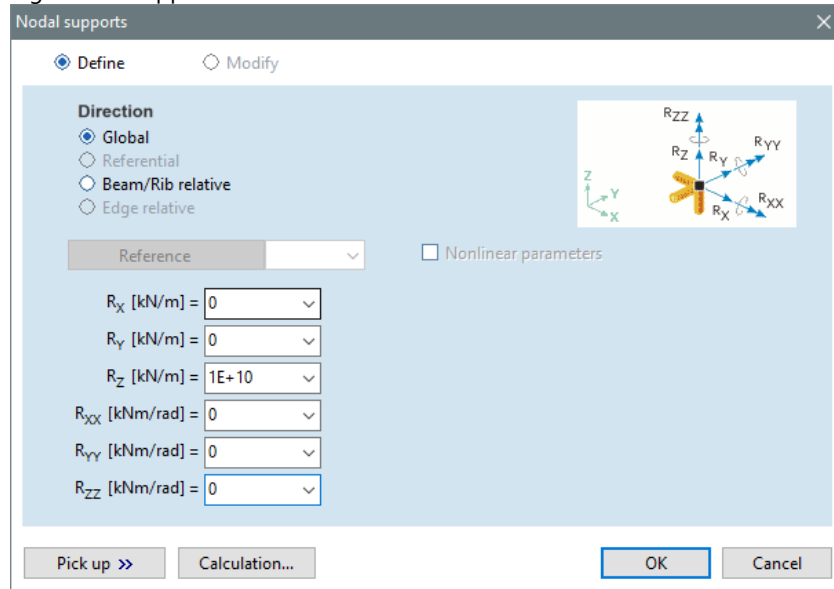 Nodal supports
Define Modify
Direction
Global
Referential
Beam/Rib relative
Edge relative
RZZ
RZ RY RYY
RX RXX
Z
Y
X
Reference
Nonlinear parameters
RX [kN/m] = 0
RY [kN/m] = 0
RZ [kN/m] = 1E+10
RXX [kNm/rad] = 0
RYY [kNm/rad] = 0
RZZ [kNm/rad] = 0
Pick up >> Calculation... OK Cancel